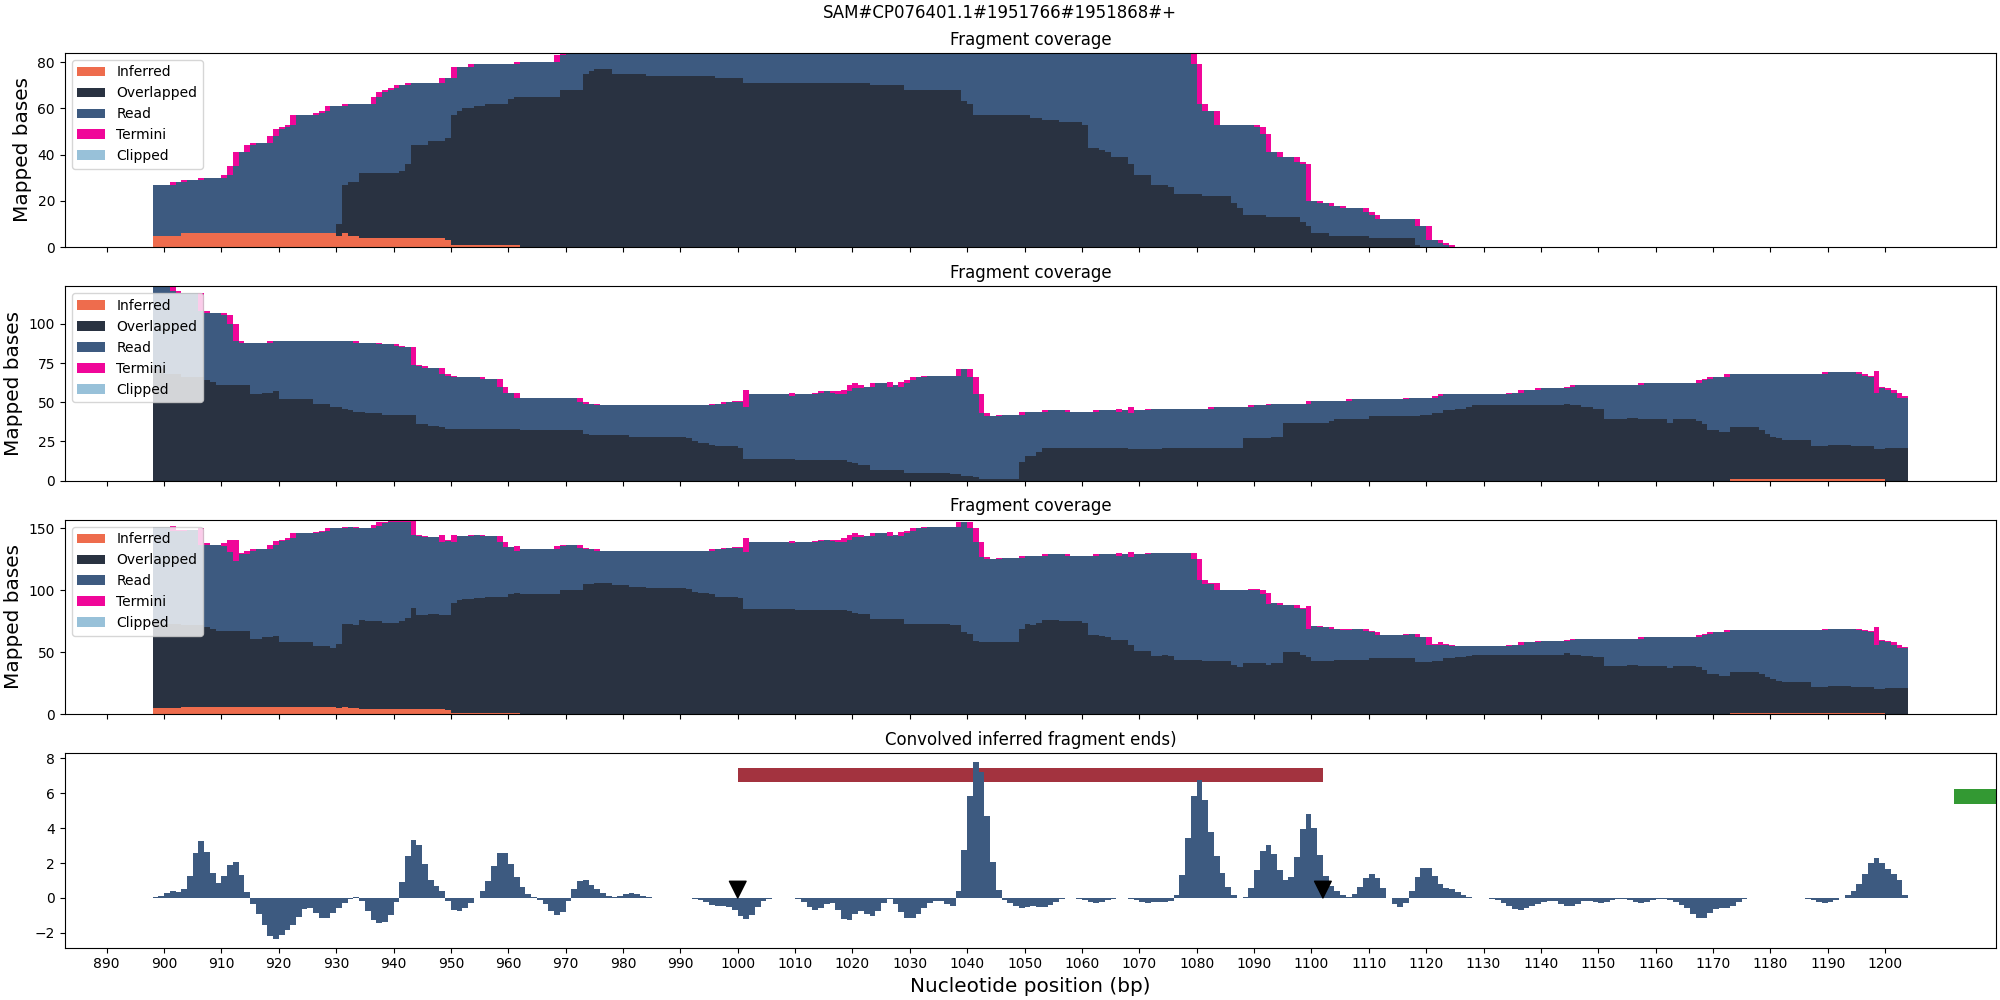 SAM#CP076401.1#1951766#1951868#+
Fragment coverage
Mapped bases
80
60
40
20
0
Inferred
Overlapped
Read
Termini
Clipped
Fragment coverage
Mapped bases
100
75
50
25
0
Inferred
Overlapped
Read
Termini
Clipped
Fragment coverage
Mapped bases
150
100
50
0
Inferred
Overlapped
Read
Termini
Clipped
Convolved inferred fragment ends)
8
6
4
2
0
−2
890 900 910 920 930 940 950 960 970 980 990 1000 1010 1020 1030 1040 1050 1060 1070 1080 1090 1100 1110 1120 1130 1140 1150 1160 1170 1180 1190 1200
Nucleotide position (bp)